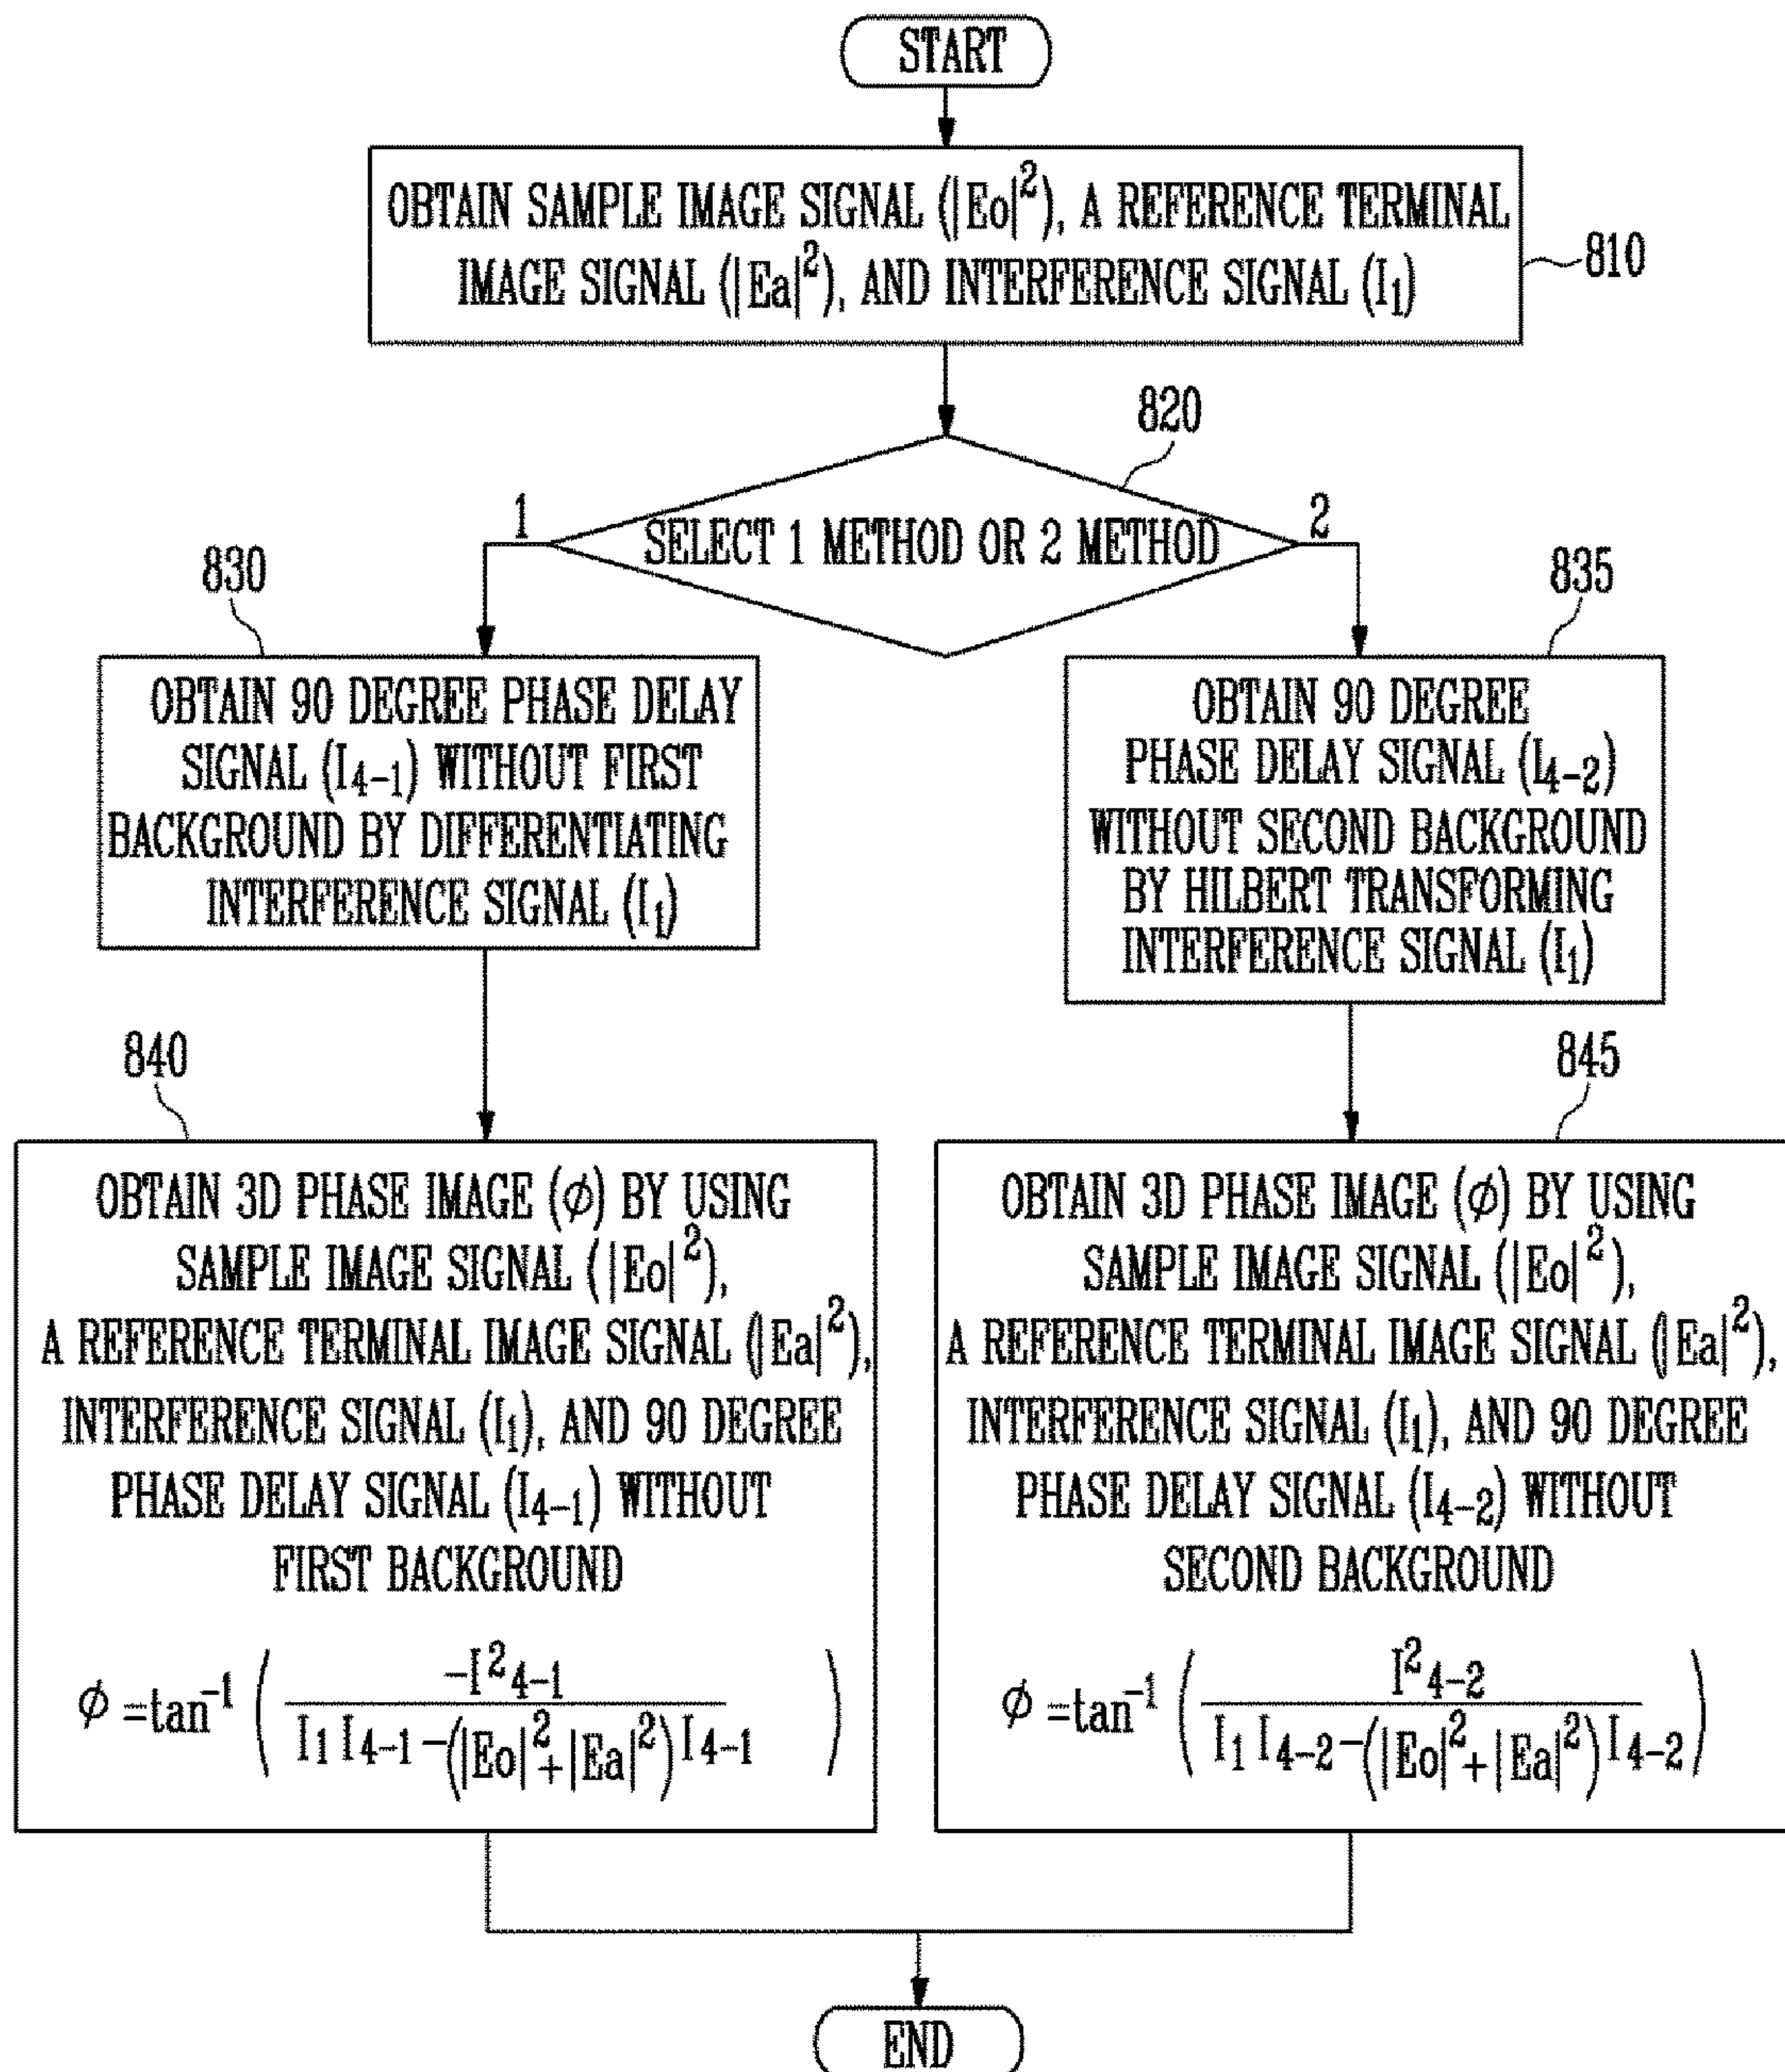 START
OBTAIN SAMPLE IMAGE SIGNAL (|Eo|²), A REFERENCE TERMINAL
IMAGE SIGNAL (|Ea|²), AND INTERFERENCE SIGNAL (I₁)
810
820
SELECT 1 METHOD OR 2 METHOD
1
2
830
OBTAIN 90 DEGREE PHASE DELAY
SIGNAL (I₄₋₁) WITHOUT FIRST
BACKGROUND BY DIFFERENTIATING
INTERFERENCE SIGNAL (I₁)
835
OBTAIN 90 DEGREE
PHASE DELAY SIGNAL (I₄₋₂)
WITHOUT SECOND BACKGROUND
BY HILBERT TRANSFORMING
INTERFERENCE SIGNAL (I₁)
840
OBTAIN 3D PHASE IMAGE (ϕ) BY USING
SAMPLE IMAGE SIGNAL (|Eo|²),
A REFERENCE TERMINAL IMAGE SIGNAL (|Ea|²),
INTERFERENCE SIGNAL (I₁), AND 90 DEGREE
PHASE DELAY SIGNAL (I₄₋₁) WITHOUT
FIRST BACKGROUND
ϕ =tan⁻¹ ( -I²₄₋₁ / I₁ I₄₋₁ -(|Eo|²+|Ea|²) I₄₋₁ )
845
OBTAIN 3D PHASE IMAGE (ϕ) BY USING
SAMPLE IMAGE SIGNAL (|Eo|²),
A REFERENCE TERMINAL IMAGE SIGNAL (|Ea|²),
INTERFERENCE SIGNAL (I₁), AND 90 DEGREE
PHASE DELAY SIGNAL (I₄₋₂) WITHOUT
SECOND BACKGROUND
ϕ =tan⁻¹ ( I²₄₋₂ / I₁ I₄₋₂ -(|Eo|²+|Ea|²) I₄₋₂ )
END